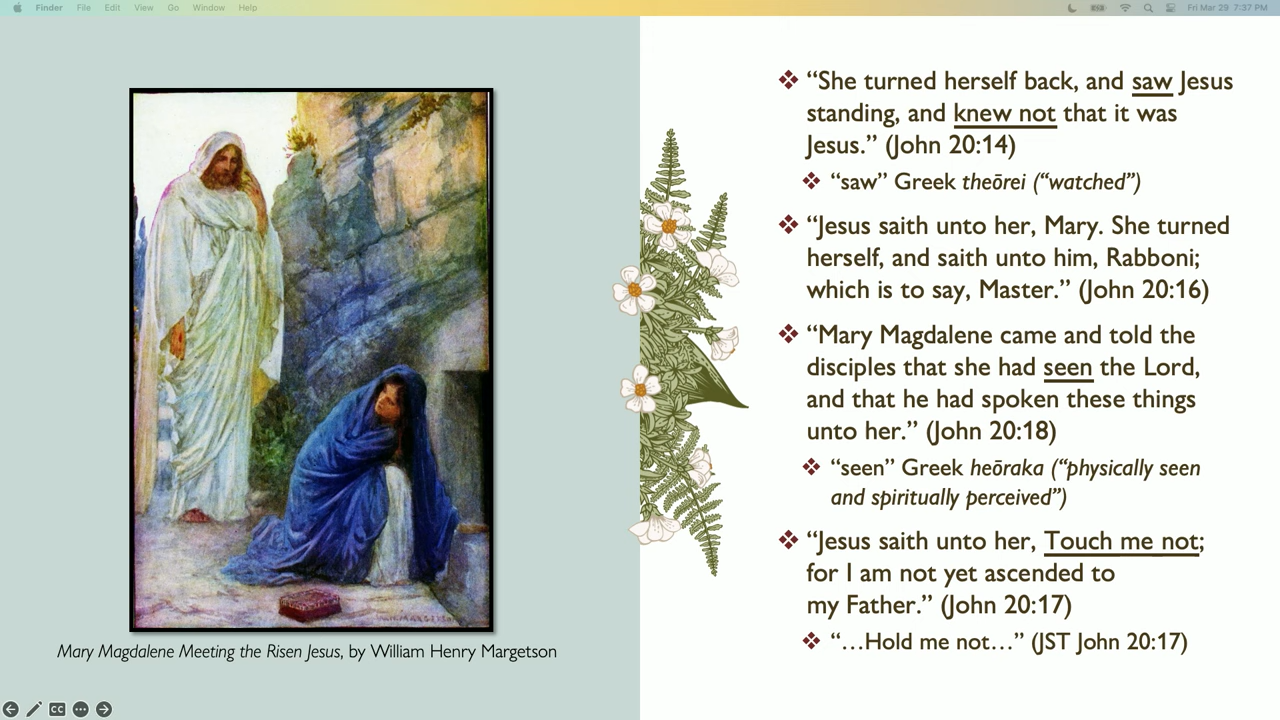 Finder File Edit View Go Window Help
Fri Mar 29 7:37 PM
Mary Magdalene Meeting the Risen Jesus, by William Henry Margetson
❖ “She turned herself back, and saw Jesus
standing, and knew not that it was
Jesus.” (John 20:14)
❖ “saw” Greek theōrei (“watched”)
❖ “Jesus saith unto her, Mary. She turned
herself, and saith unto him, Rabboni;
which is to say, Master.” (John 20:16)
❖ “Mary Magdalene came and told the
disciples that she had seen the Lord,
and that he had spoken these things
unto her.” (John 20:18)
❖ “seen” Greek heōraka (“physically seen
and spiritually perceived”)
❖ “Jesus saith unto her, Touch me not;
for I am not yet ascended to
my Father.” (John 20:17)
❖ “…Hold me not…” (JST John 20:17)
CC